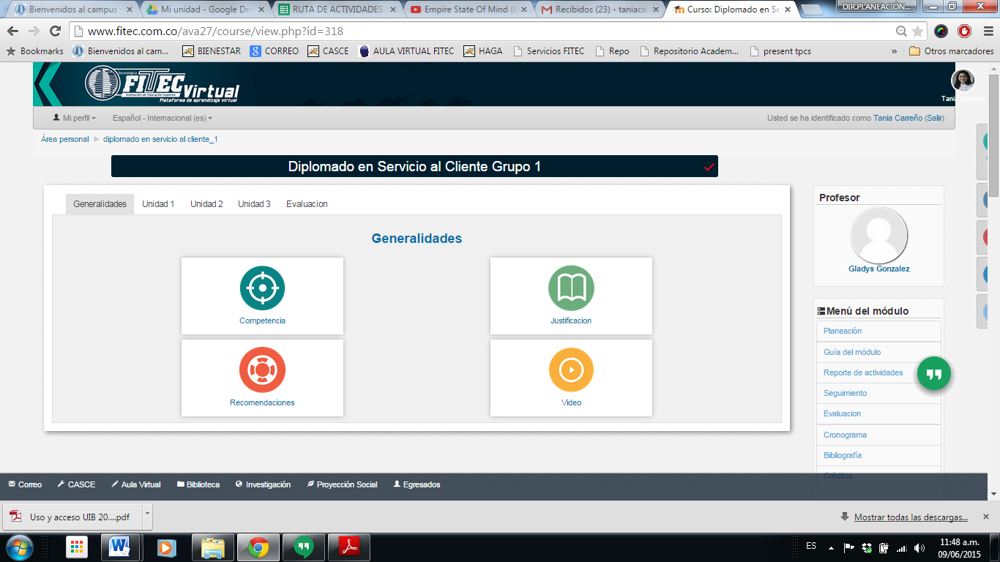 Bienvenidos al campus
Mi unidad - Google Dri
RUTA DE ACTIVIDADES
Empire State Of Mind (
Recibidos (23) - taniaca
Curso: Diplomado en Se
DIR.PLANEACIÓN...
www.fitec.com.co/ava27/course/view.php?id=318
Bookmarks Bienvenidos al cam... BIENESTAR CORREO CASCE AULA VIRTUAL FITEC HAGA Servicios FITEC Repo Repositorio Academ... present tpcs » Otros marcadores
Tecnológica
FITEC Virtual
Institución de Educación Superior
Plataforma de aprendizaje virtual
Mi perfil Español - Internacional (es) Usted se ha identificado como Tania Carreño (Salir)
Área personal diplomado en servicio al cliente_1
Diplomado en Servicio al Cliente Grupo 1
Generalidades Unidad 1 Unidad 2 Unidad 3 Evaluacion
Generalidades
Competencia
Justificacion
Recomendaciones
Video
Profesor
Gladys Gonzalez
Menú del módulo
Planeación
Guía del módulo
Reporte de actividades
Seguimiento
Evaluacion
Cronograma
Bibliografía
Créditos
Correo CASCE Aula Virtual Biblioteca Investigación Proyección Social Egresados
Uso y acceso UIB 20....pdf
Mostrar todas las descargas...
ES
11:48 a.m.
09/06/2015